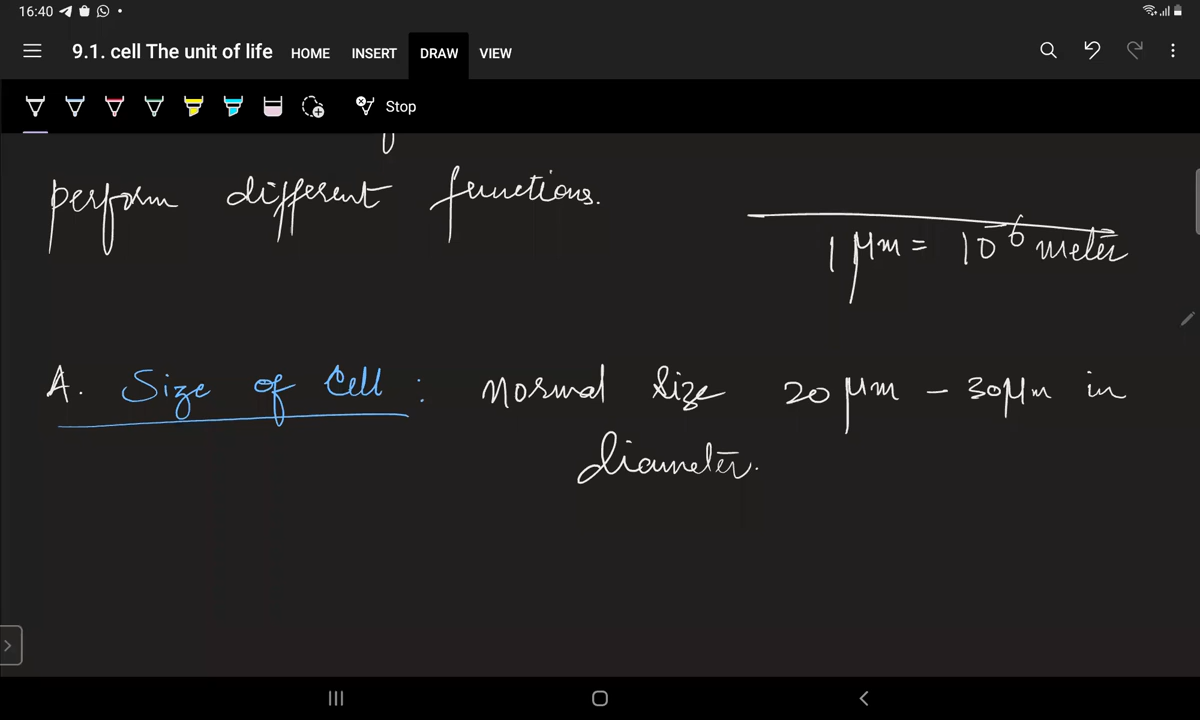 16:40
9.1. cell The unit of life HOME INSERT DRAW VIEW
Stop
perform different functions.
1 μm = 10⁻⁶ meter
A. Size of Cell : normal size 20 μm – 30μm in
diameter.